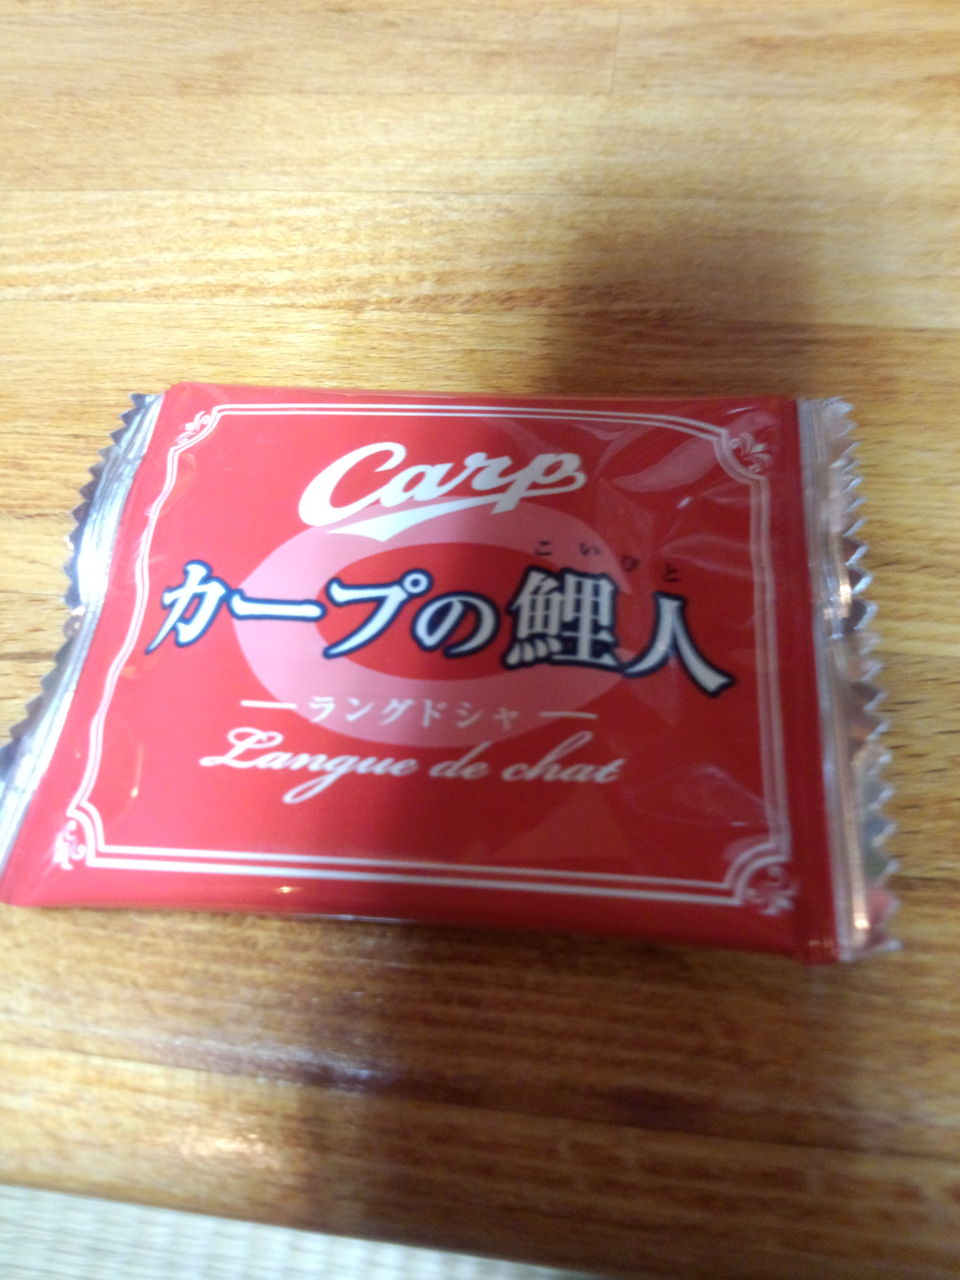 Carp
こいびと
カープの鯉人
ラングドシャ
Langue de chat